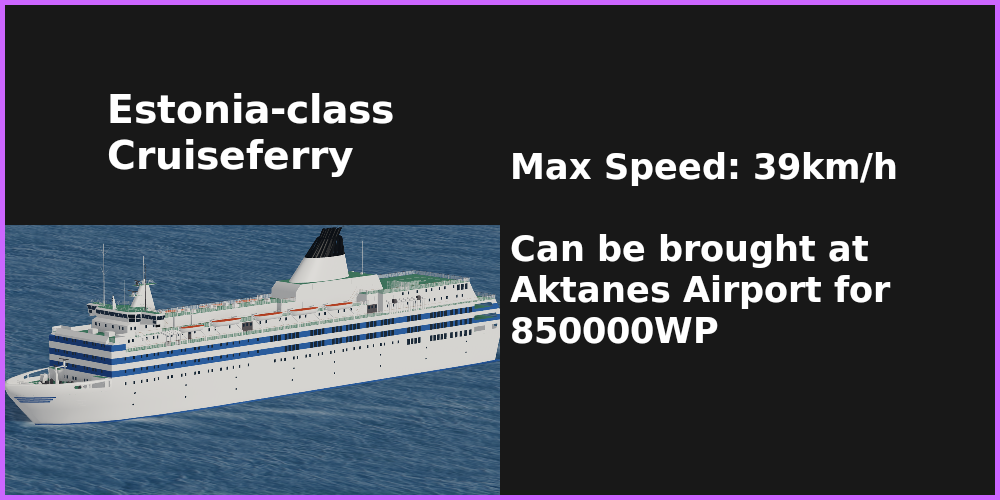 Estonia-class
Cruiseferry
Max Speed: 39km/h
Can be brought at
Aktanes Airport for
850000WP